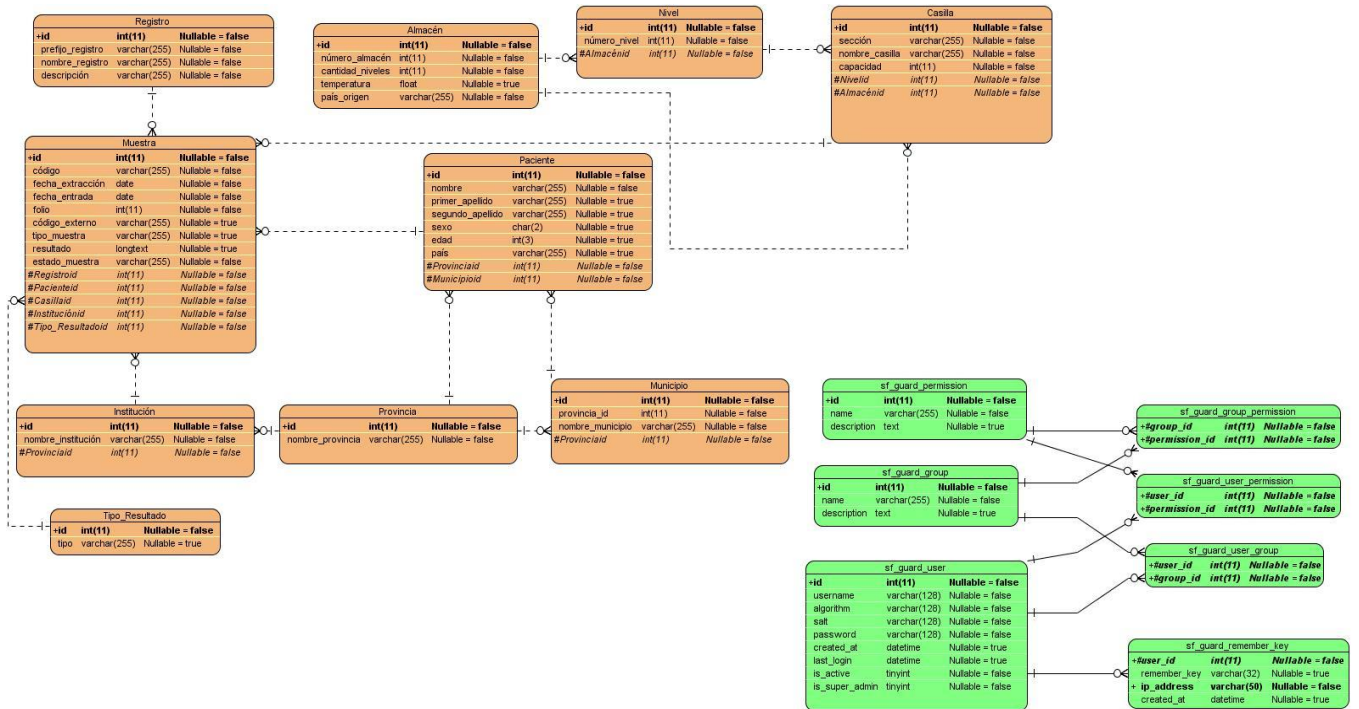 Registro
+id int(11) Nullable = false
prefijo_registro varchar(255) Nullable = false
nombre_registro varchar(255) Nullable = false
descripción varchar(255) Nullable = false
Almacén
+id int(11) Nullable = false
número_almacén int(11) Nullable = false
cantidad_niveles int(11) Nullable = false
temperatura float Nullable = true
país_origen varchar(255) Nullable = false
Nivel
+id int(11) Nullable = false
número_nivel int(11) Nullable = false
#Almacénid int(11) Nullable = false
Casilla
+id int(11) Nullable = false
sección varchar(255) Nullable = false
nombre_casilla varchar(255) Nullable = false
capacidad int(11) Nullable = false
#Nivelid int(11) Nullable = false
#Almacénid int(11) Nullable = false
Muestra
+id int(11) Nullable = false
código varchar(255) Nullable = false
fecha_extracción date Nullable = false
fecha_entrada date Nullable = false
folio int(11) Nullable = false
código_externo varchar(255) Nullable = true
tipo_muestra varchar(255) Nullable = true
resultado longtext Nullable = true
estado_muestra varchar(255) Nullable = false
#Registroid int(11) Nullable = false
#Pacienteid int(11) Nullable = false
#Casillaid int(11) Nullable = false
#Instituciónid int(11) Nullable = false
#Tipo_Resultadoid int(11) Nullable = false
Paciente
+id int(11) Nullable = false
nombre varchar(255) Nullable = false
primer_apellido varchar(255) Nullable = true
segundo_apellido varchar(255) Nullable = true
sexo char(2) Nullable = true
edad int(3) Nullable = true
país varchar(255) Nullable = true
#Provinciaid int(11) Nullable = false
#Municipioid int(11) Nullable = false
Institución
+id int(11) Nullable = false
nombre_institución varchar(255) Nullable = false
#Provinciaid int(11) Nullable = false
Provincia
+id int(11) Nullable = false
nombre_provincia varchar(255) Nullable = false
Municipio
+id int(11) Nullable = false
provincia_id int(11) Nullable = false
nombre_municipio varchar(255) Nullable = false
#Provinciaid int(11) Nullable = false
Tipo_Resultado
+id int(11) Nullable = false
tipo varchar(255) Nullable = true
sf_guard_permission
+id int(11) Nullable = false
name varchar(255) Nullable = false
description text Nullable = true
sf_guard_group_permission
+#group_id int(11) Nullable = false
+#permission_id int(11) Nullable = false
sf_guard_group
+id int(11) Nullable = false
name varchar(255) Nullable = false
description text Nullable = true
sf_guard_user_permission
+#user_id int(11) Nullable = false
+#permission_id int(11) Nullable = false
sf_guard_user_group
+#user_id int(11) Nullable = false
+#group_id int(11) Nullable = false
sf_guard_user
+id int(11) Nullable = false
username varchar(128) Nullable = false
algorithm varchar(128) Nullable = false
salt varchar(128) Nullable = false
password varchar(128) Nullable = false
created_at datetime Nullable = true
last_login datetime Nullable = true
is_active tinyint Nullable = false
is_super_admin tinyint Nullable = false
sf_guard_remember_key
+#user_id int(11) Nullable = false
remember_key varchar(32) Nullable = true
+ ip_address varchar(50) Nullable = false
created_at datetime Nullable = true